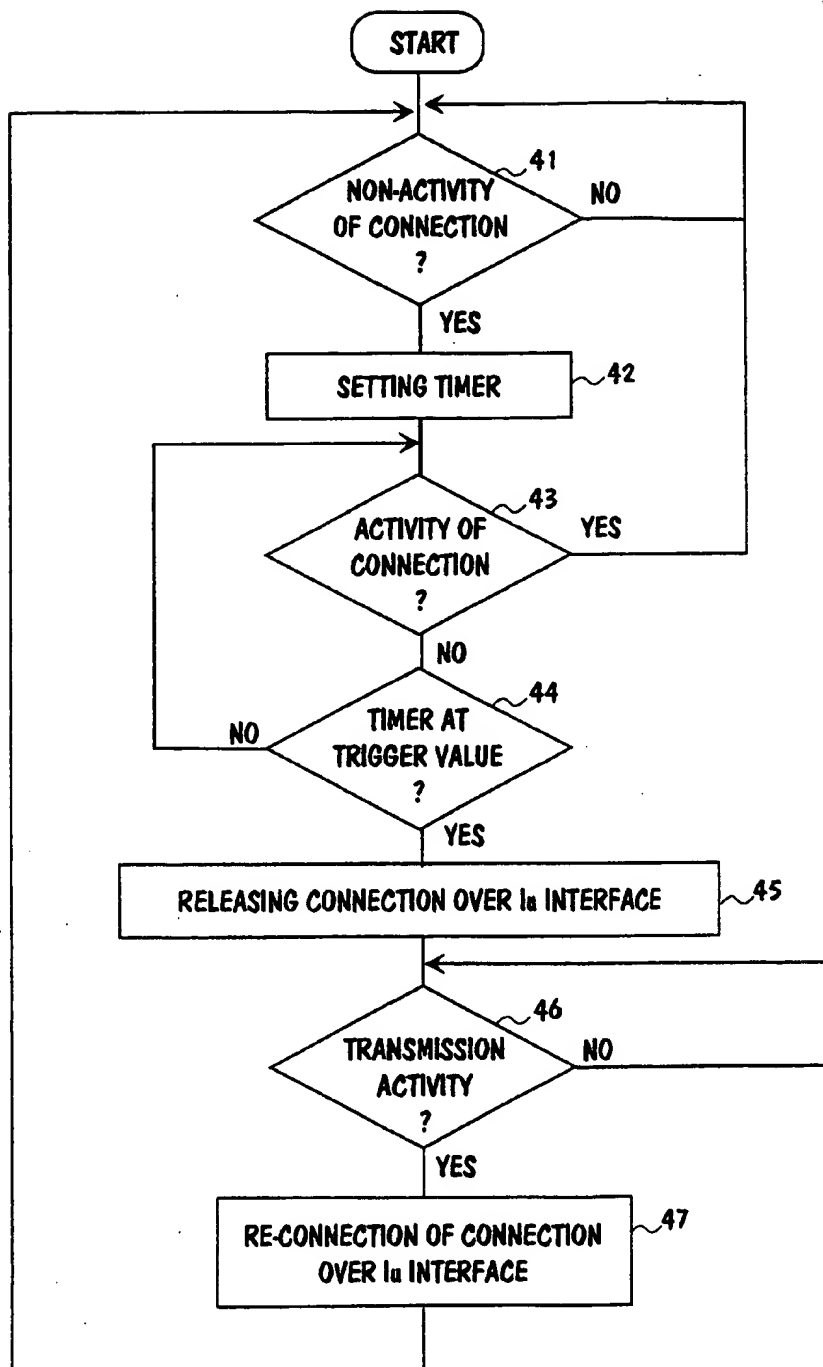 START
41
NON-ACTIVITY
OF CONNECTION
?
NO
YES
SETTING TIMER
42
43
ACTIVITY OF
CONNECTION
?
YES
NO
44
TIMER AT
TRIGGER VALUE
?
NO
YES
RELEASING CONNECTION OVER Iu INTERFACE
45
46
TRANSMISSION
ACTIVITY
?
NO
YES
47
RE-CONNECTION OF CONNECTION
OVER Iu INTERFACE